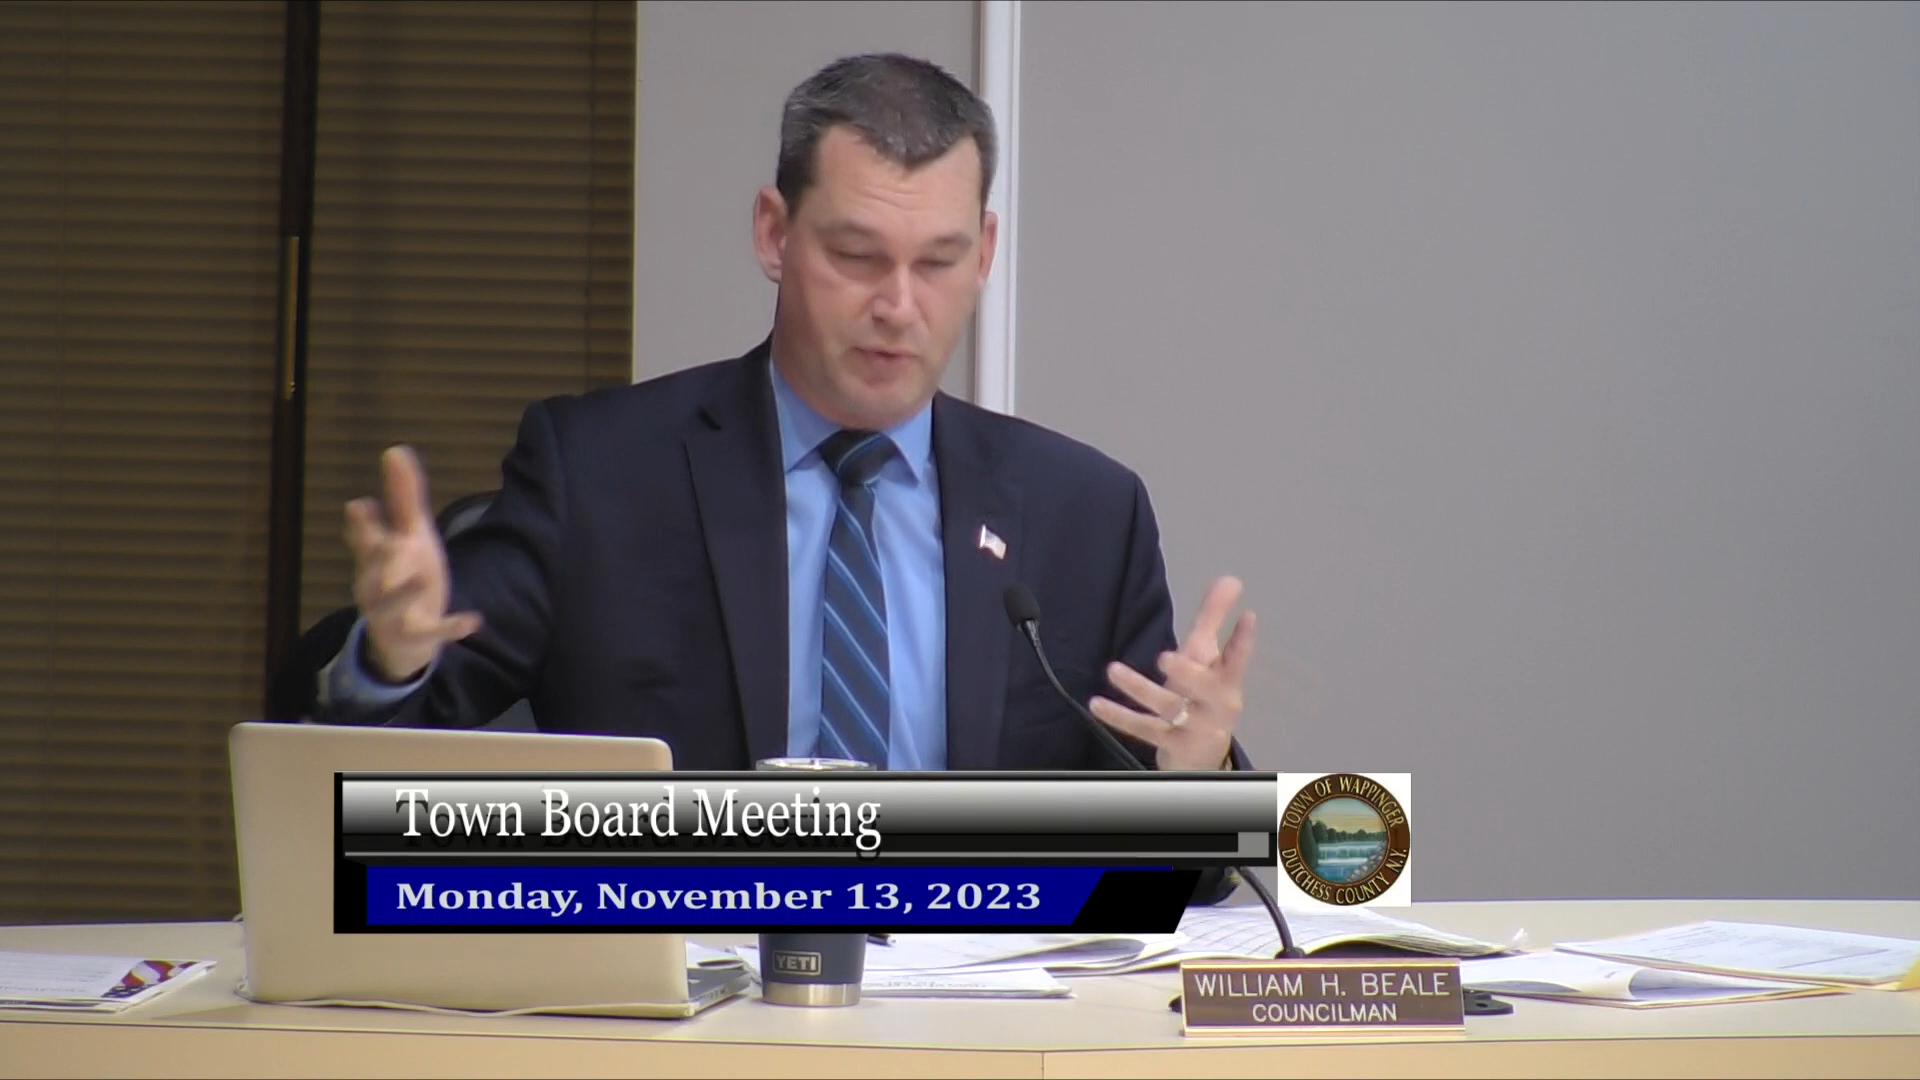 Town Board Meeting
Monday, November 13, 2023
TOWN OF WAPPINGER
DUTCHESS COUNTY N.Y.
YETI
WILLIAM H. BEALE
COUNCILMAN